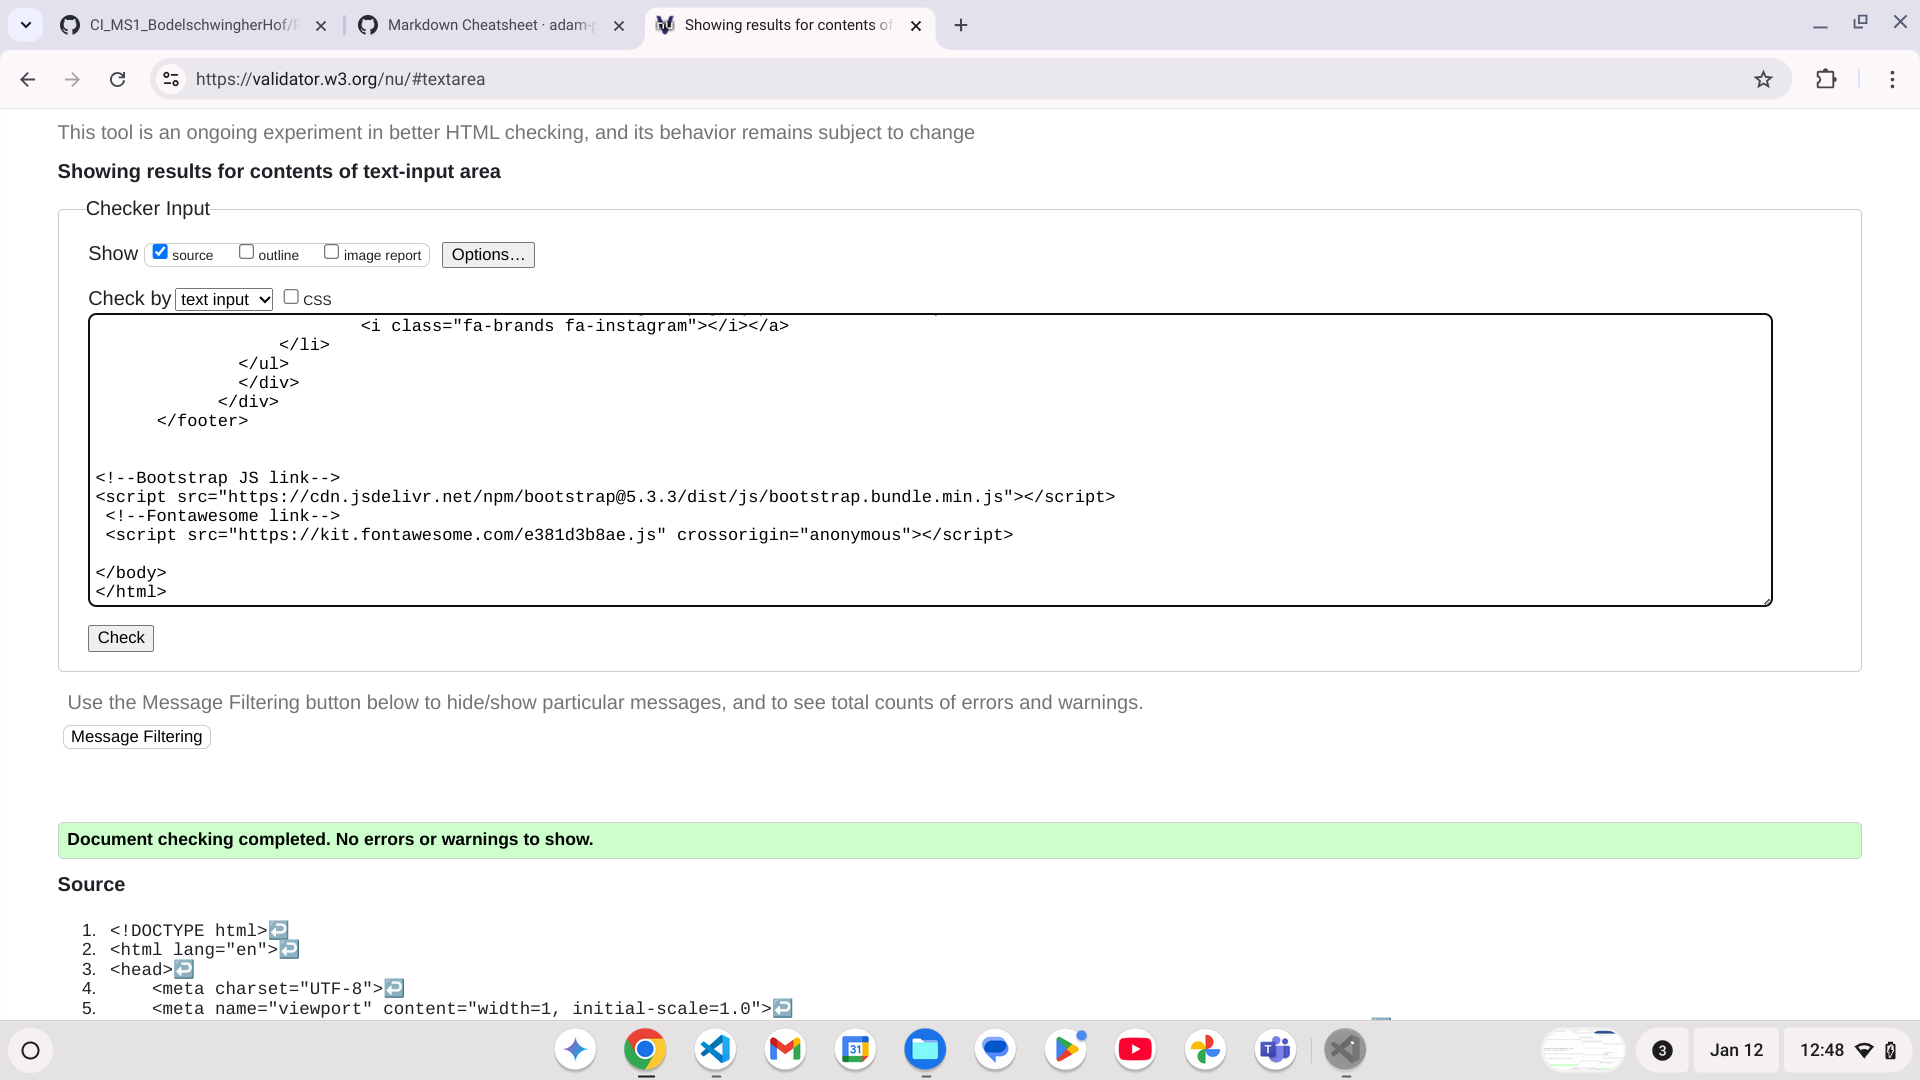 CI_MS1_BodelschwingherHof/
Markdown Cheatsheet · adam-p
Showing results for contents of
https://validator.w3.org/nu/#textarea
This tool is an ongoing experiment in better HTML checking, and its behavior remains subject to change
Showing results for contents of text-input area
Checker Input
Show source outline image report Options...
Check by text input CSS
<i class="fa-brands fa-instagram"></i></a>
</li>
</ul>
</div>
</div>
</footer>
<!--Bootstrap JS link-->
<script src="https://cdn.jsdelivr.net/npm/bootstrap@5.3.3/dist/js/bootstrap.bundle.min.js"></script>
<!--Fontawesome link-->
<script src="https://kit.fontawesome.com/e381d3b8ae.js" crossorigin="anonymous"></script>
</body>
</html>
Check
Use the Message Filtering button below to hide/show particular messages, and to see total counts of errors and warnings.
Message Filtering
Document checking completed. No errors or warnings to show.
Source
1. <!DOCTYPE html>↩
2. <html lang="en">↩
3. <head>↩
4. <meta charset="UTF-8">↩
5. <meta name="viewport" content="width=1, initial-scale=1.0">↩
31
3
Jan 12
12:48